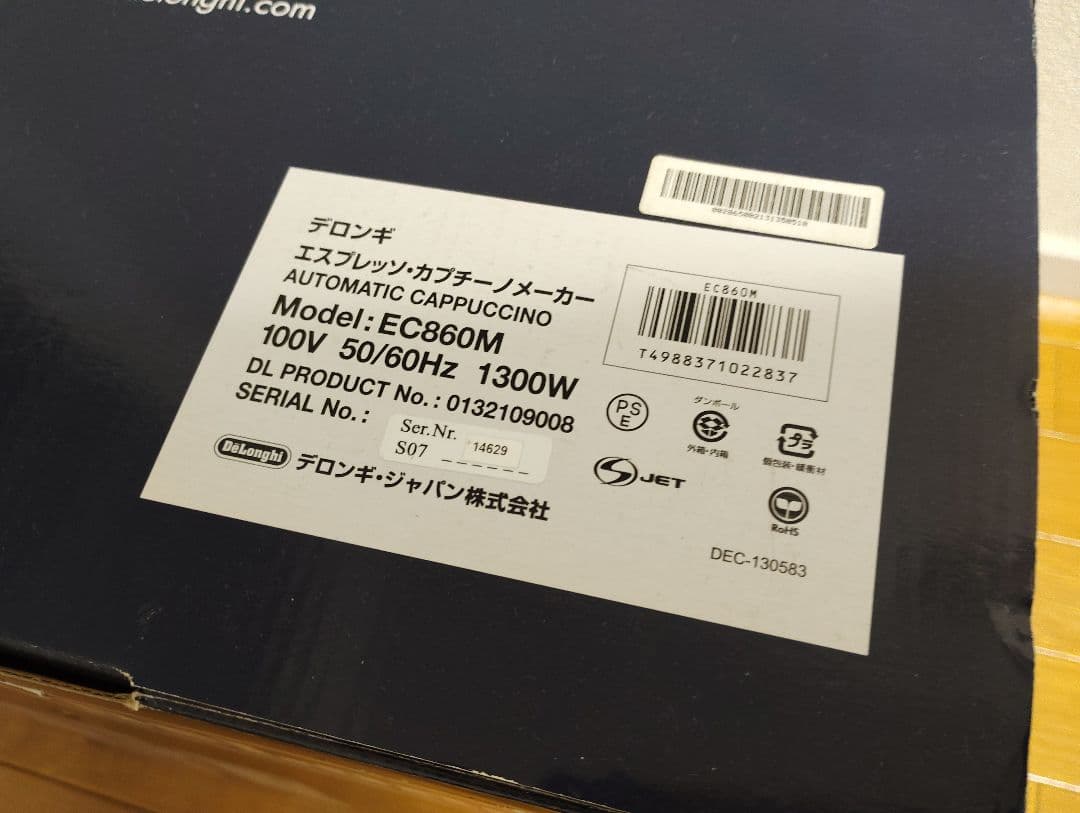 delonghi.com
デロンギ
エスプレッソ・カプチーノメーカー
AUTOMATIC CAPPUCCINO
Model : EC860M
100V 50/60Hz 1300W
DL PRODUCT No. : 0132109008
SERIAL No. :
Ser.Nr.
S07 14629
DeLonghi デロンギ・ジャパン株式会社
EC860M
T4988371022837
PS
E
ダンボール
外箱・内箱
プラ
個包装・緩衝材
S JET
RoHS
DEC-130583